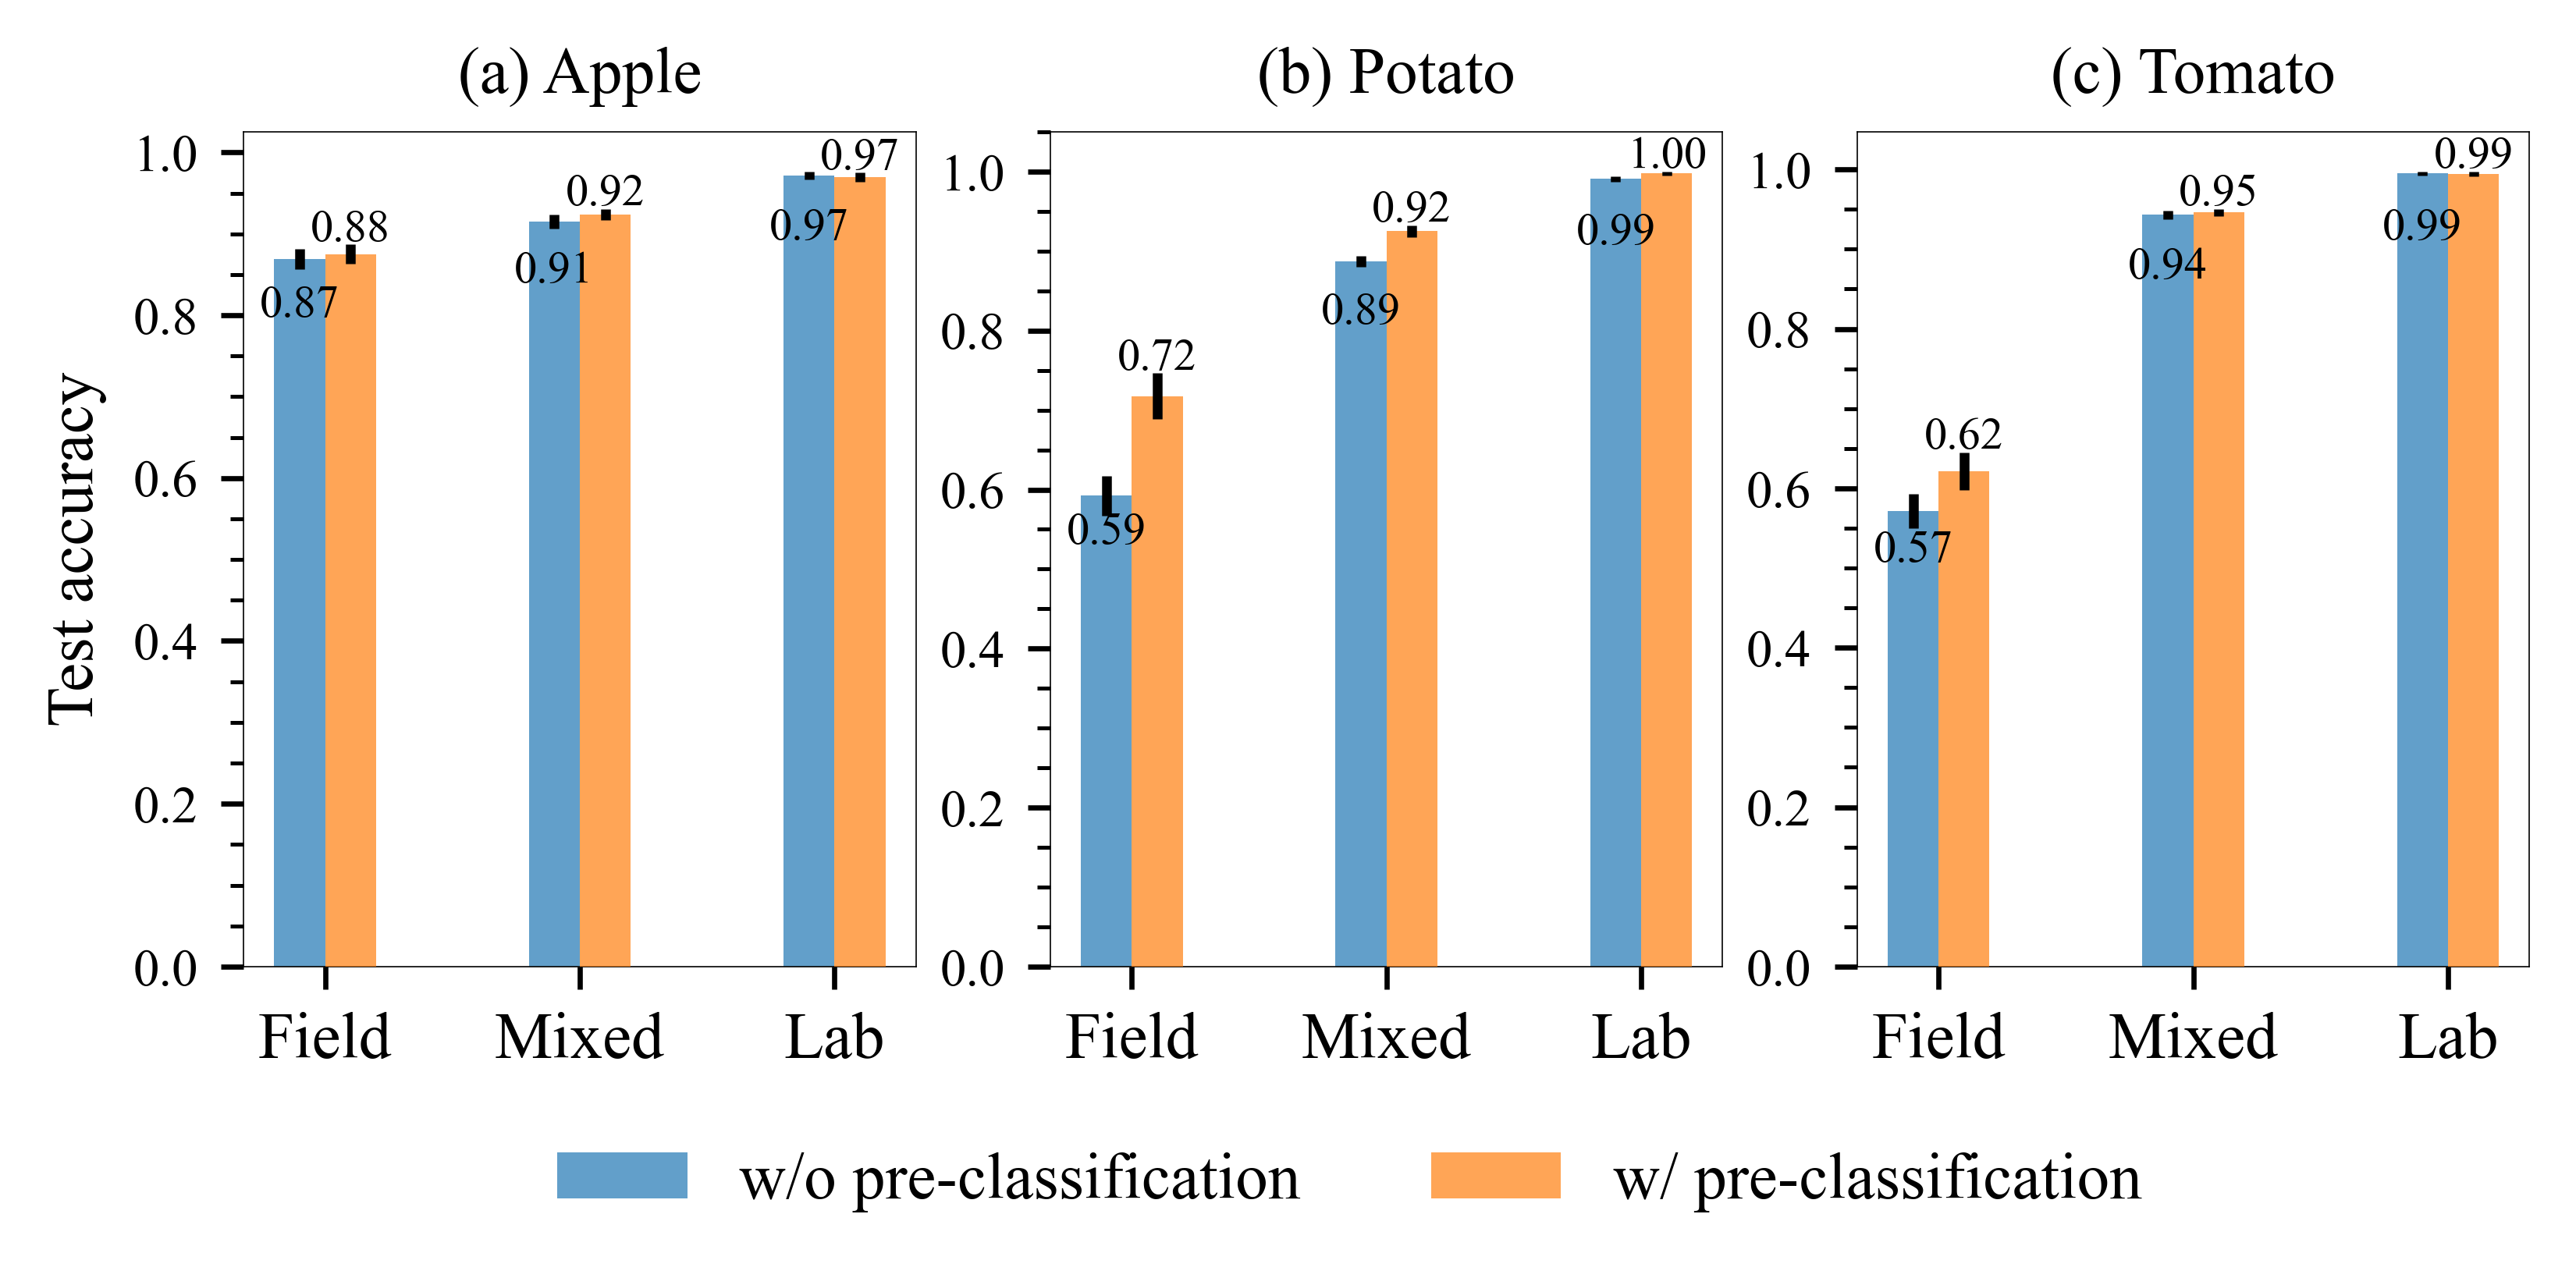 (a) Apple
(b) Potato
(c) Tomato
Test accuracy
1.0
0.8
0.6
0.4
0.2
0.0
0.87
0.88
0.91
0.92
0.97
0.97
Field
Mixed
Lab
1.0
0.8
0.6
0.4
0.2
0.0
0.59
0.72
0.89
0.92
0.99
1.00
Field
Mixed
Lab
1.0
0.8
0.6
0.4
0.2
0.0
0.57
0.62
0.94
0.95
0.99
0.99
Field
Mixed
Lab
w/o pre-classification
w/ pre-classification